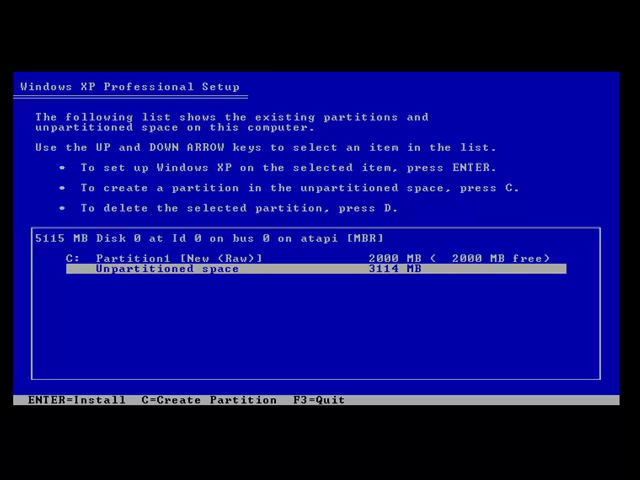 Windows XP Professional Setup
The following list shows the existing partitions and
unpartitioned space on this computer.
Use the UP and DOWN ARROW keys to select an item in the list.
• To set up Windows XP on the selected item, press ENTER.
• To create a partition in the unpartitioned space, press C.
• To delete the selected partition, press D.
5115 MB Disk 0 at Id 0 on bus 0 on atapi [MBR]
C: Partition1 [New (Raw)] 2000 MB ( 2000 MB free)
Unpartitioned space 3114 MB
ENTER=Install C=Create Partition F3=Quit